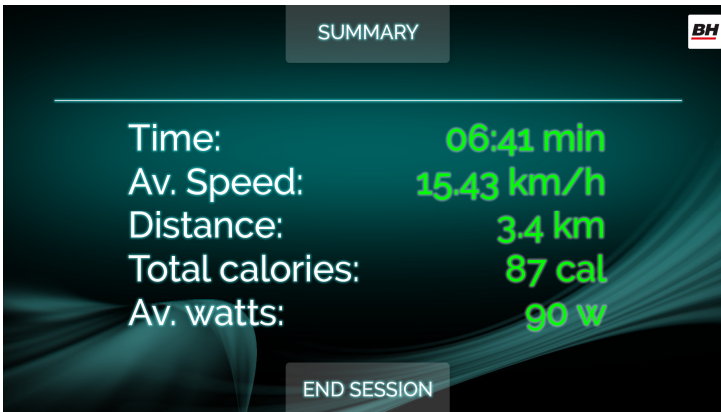 SUMMARY
BH
Time: 06:41 min
Av. Speed: 15.43 km/h
Distance: 3.4 km
Total calories: 87 cal
Av. watts: 90 w
END SESSION